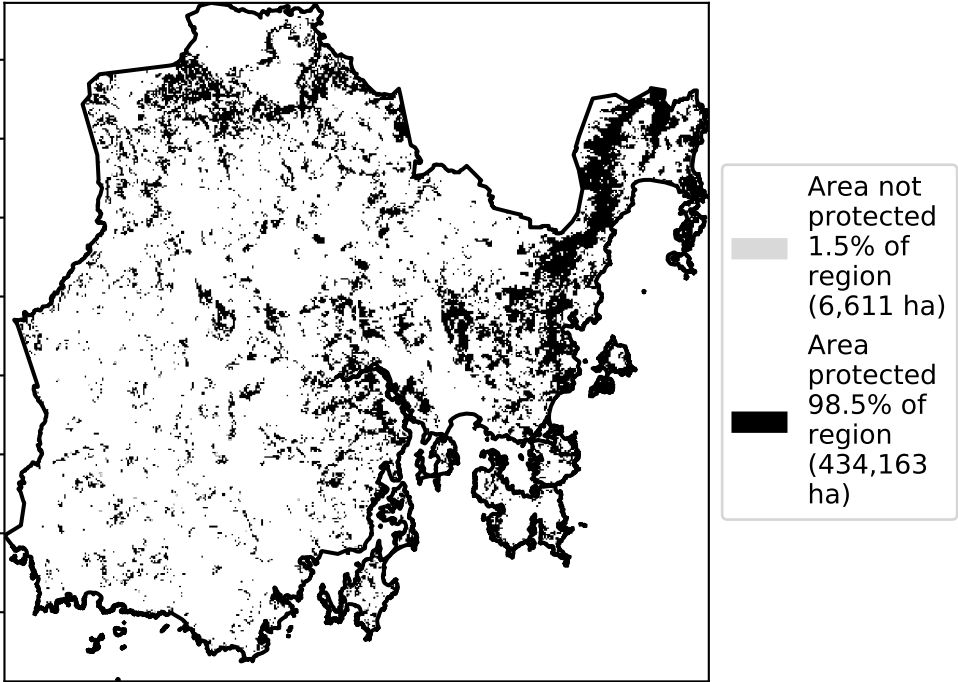 Area not
protected
1.5% of
region
(6,611 ha)
Area
protected
98.5% of
region
(434,163
ha)